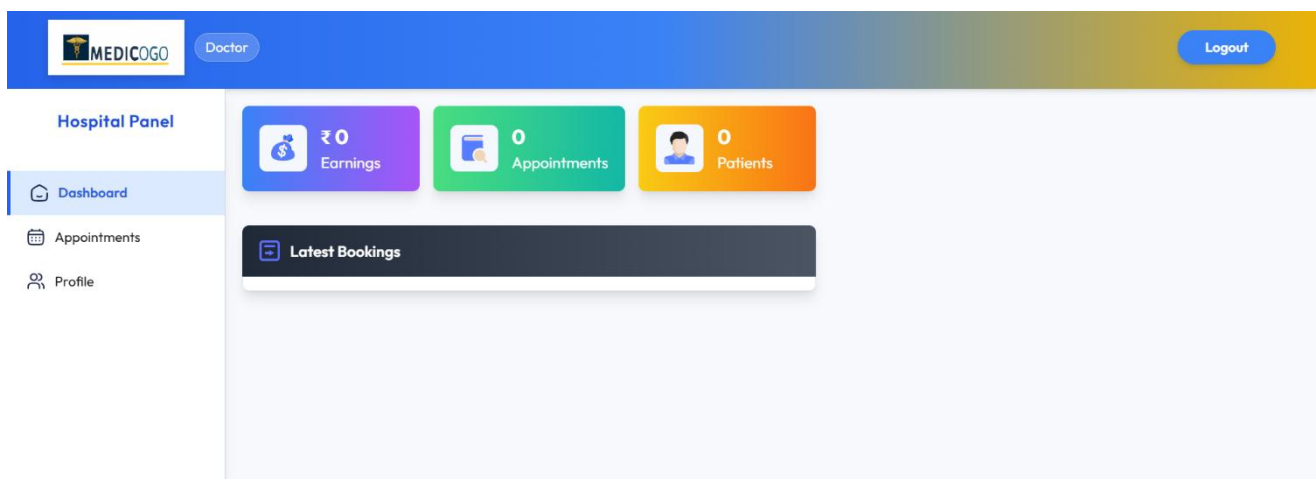 MEDICOGO
Doctor
Logout
Hospital Panel
Dashboard
Appointments
Profile
₹ 0
Earnings
0
Appointments
0
Patients
Latest Bookings